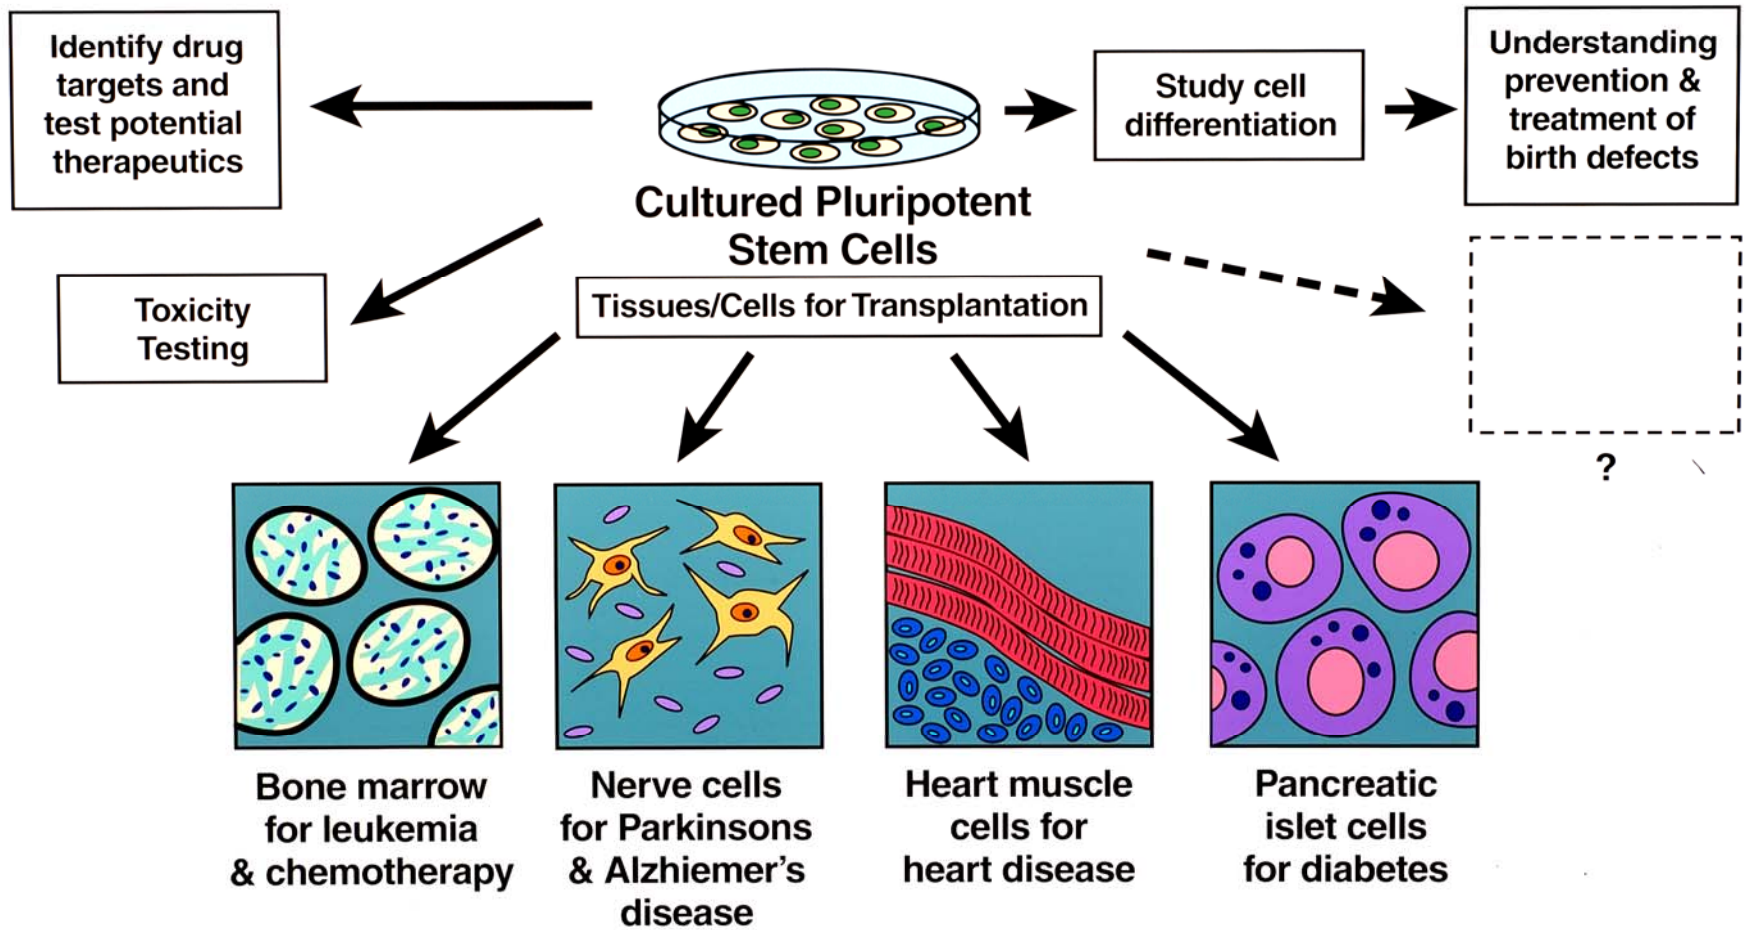 Identify drug
targets and
test potential
therapeutics
Study cell
differentiation
Understanding
prevention &
treatment of
birth defects
Cultured Pluripotent
Stem Cells
Toxicity
Testing
Tissues/Cells for Transplantation
?
Bone marrow
for leukemia
& chemotherapy
Nerve cells
for Parkinsons
& Alzhiemer's
disease
Heart muscle
cells for
heart disease
Pancreatic
islet cells
for diabetes